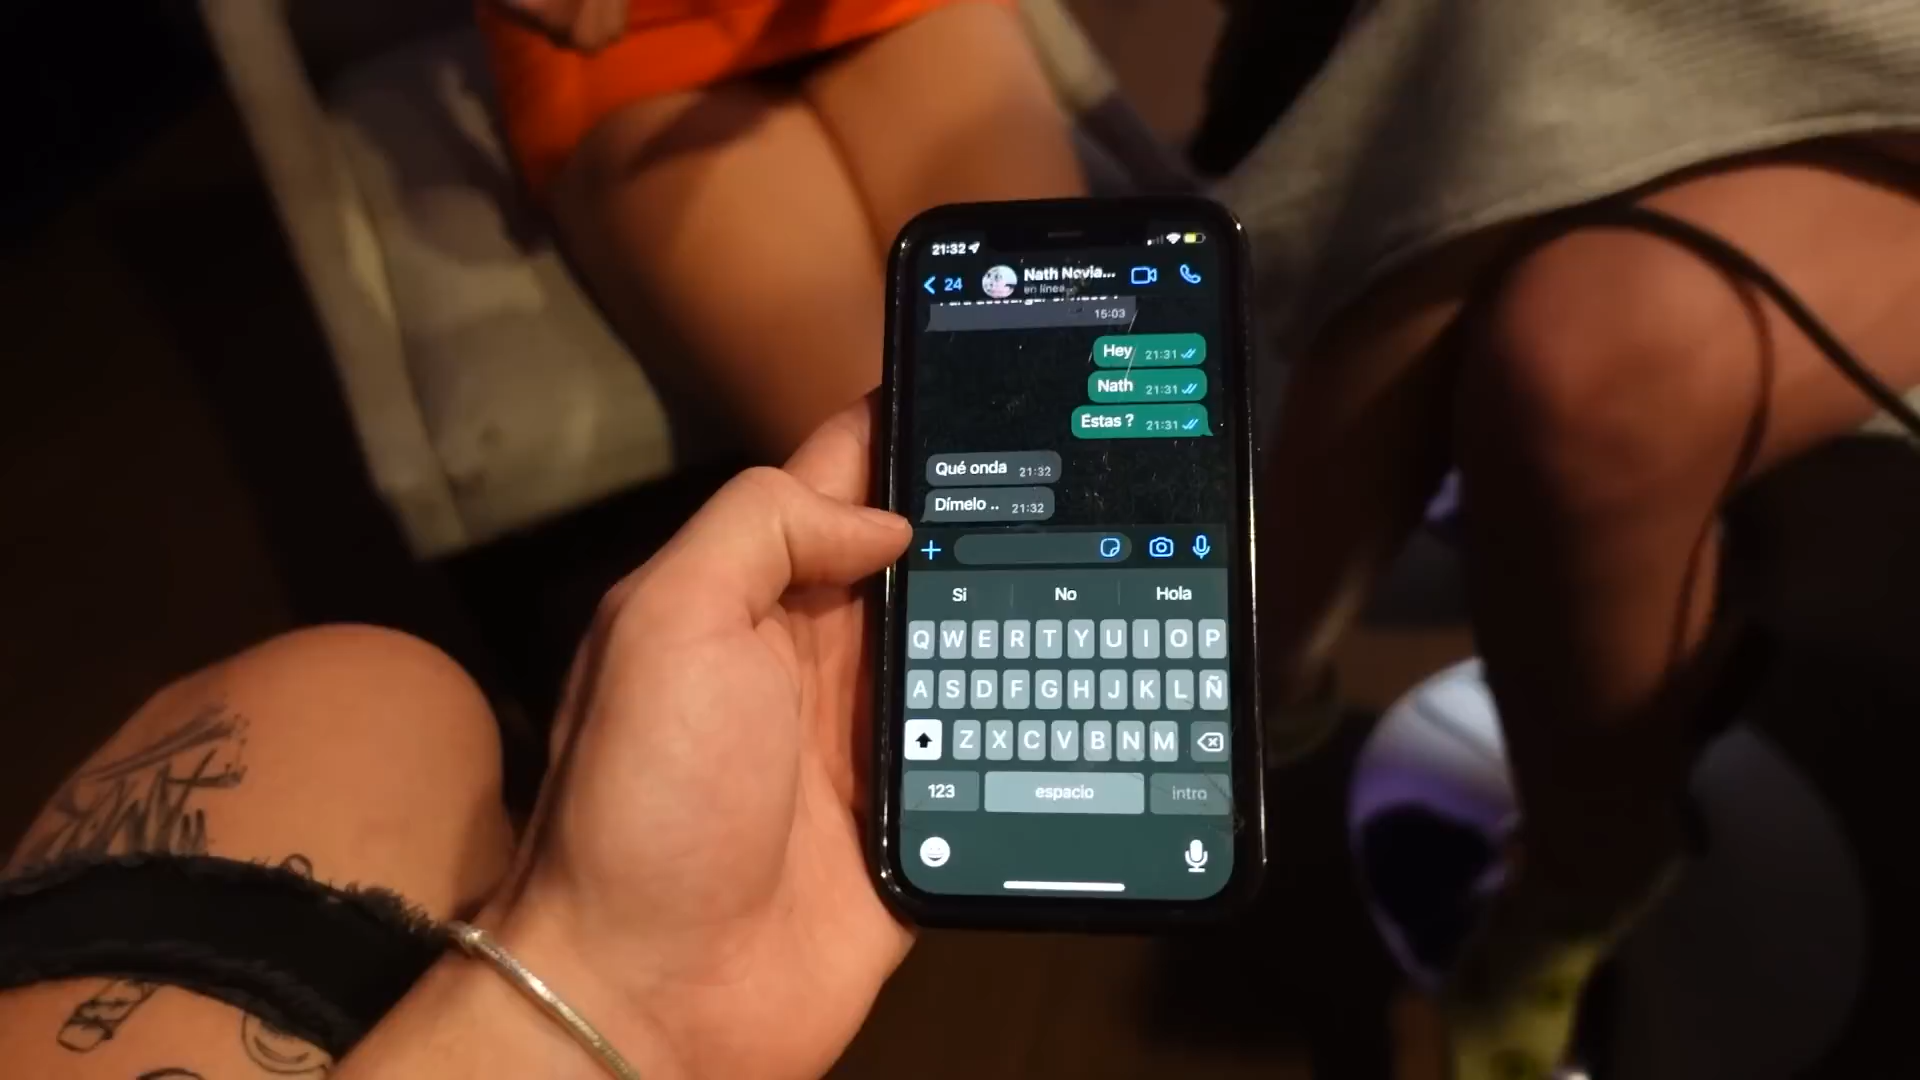 21:32
24
Nath Novia...
en línea
15:03
Hey 21:31
Nath 21:31
Estas ? 21:31
Qué onda 21:32
Dímelo .. 21:32
Si No Hola
Q W E R T Y U I O P
A S D F G H J K L Ñ
Z X C V B N M
123 espacio intro